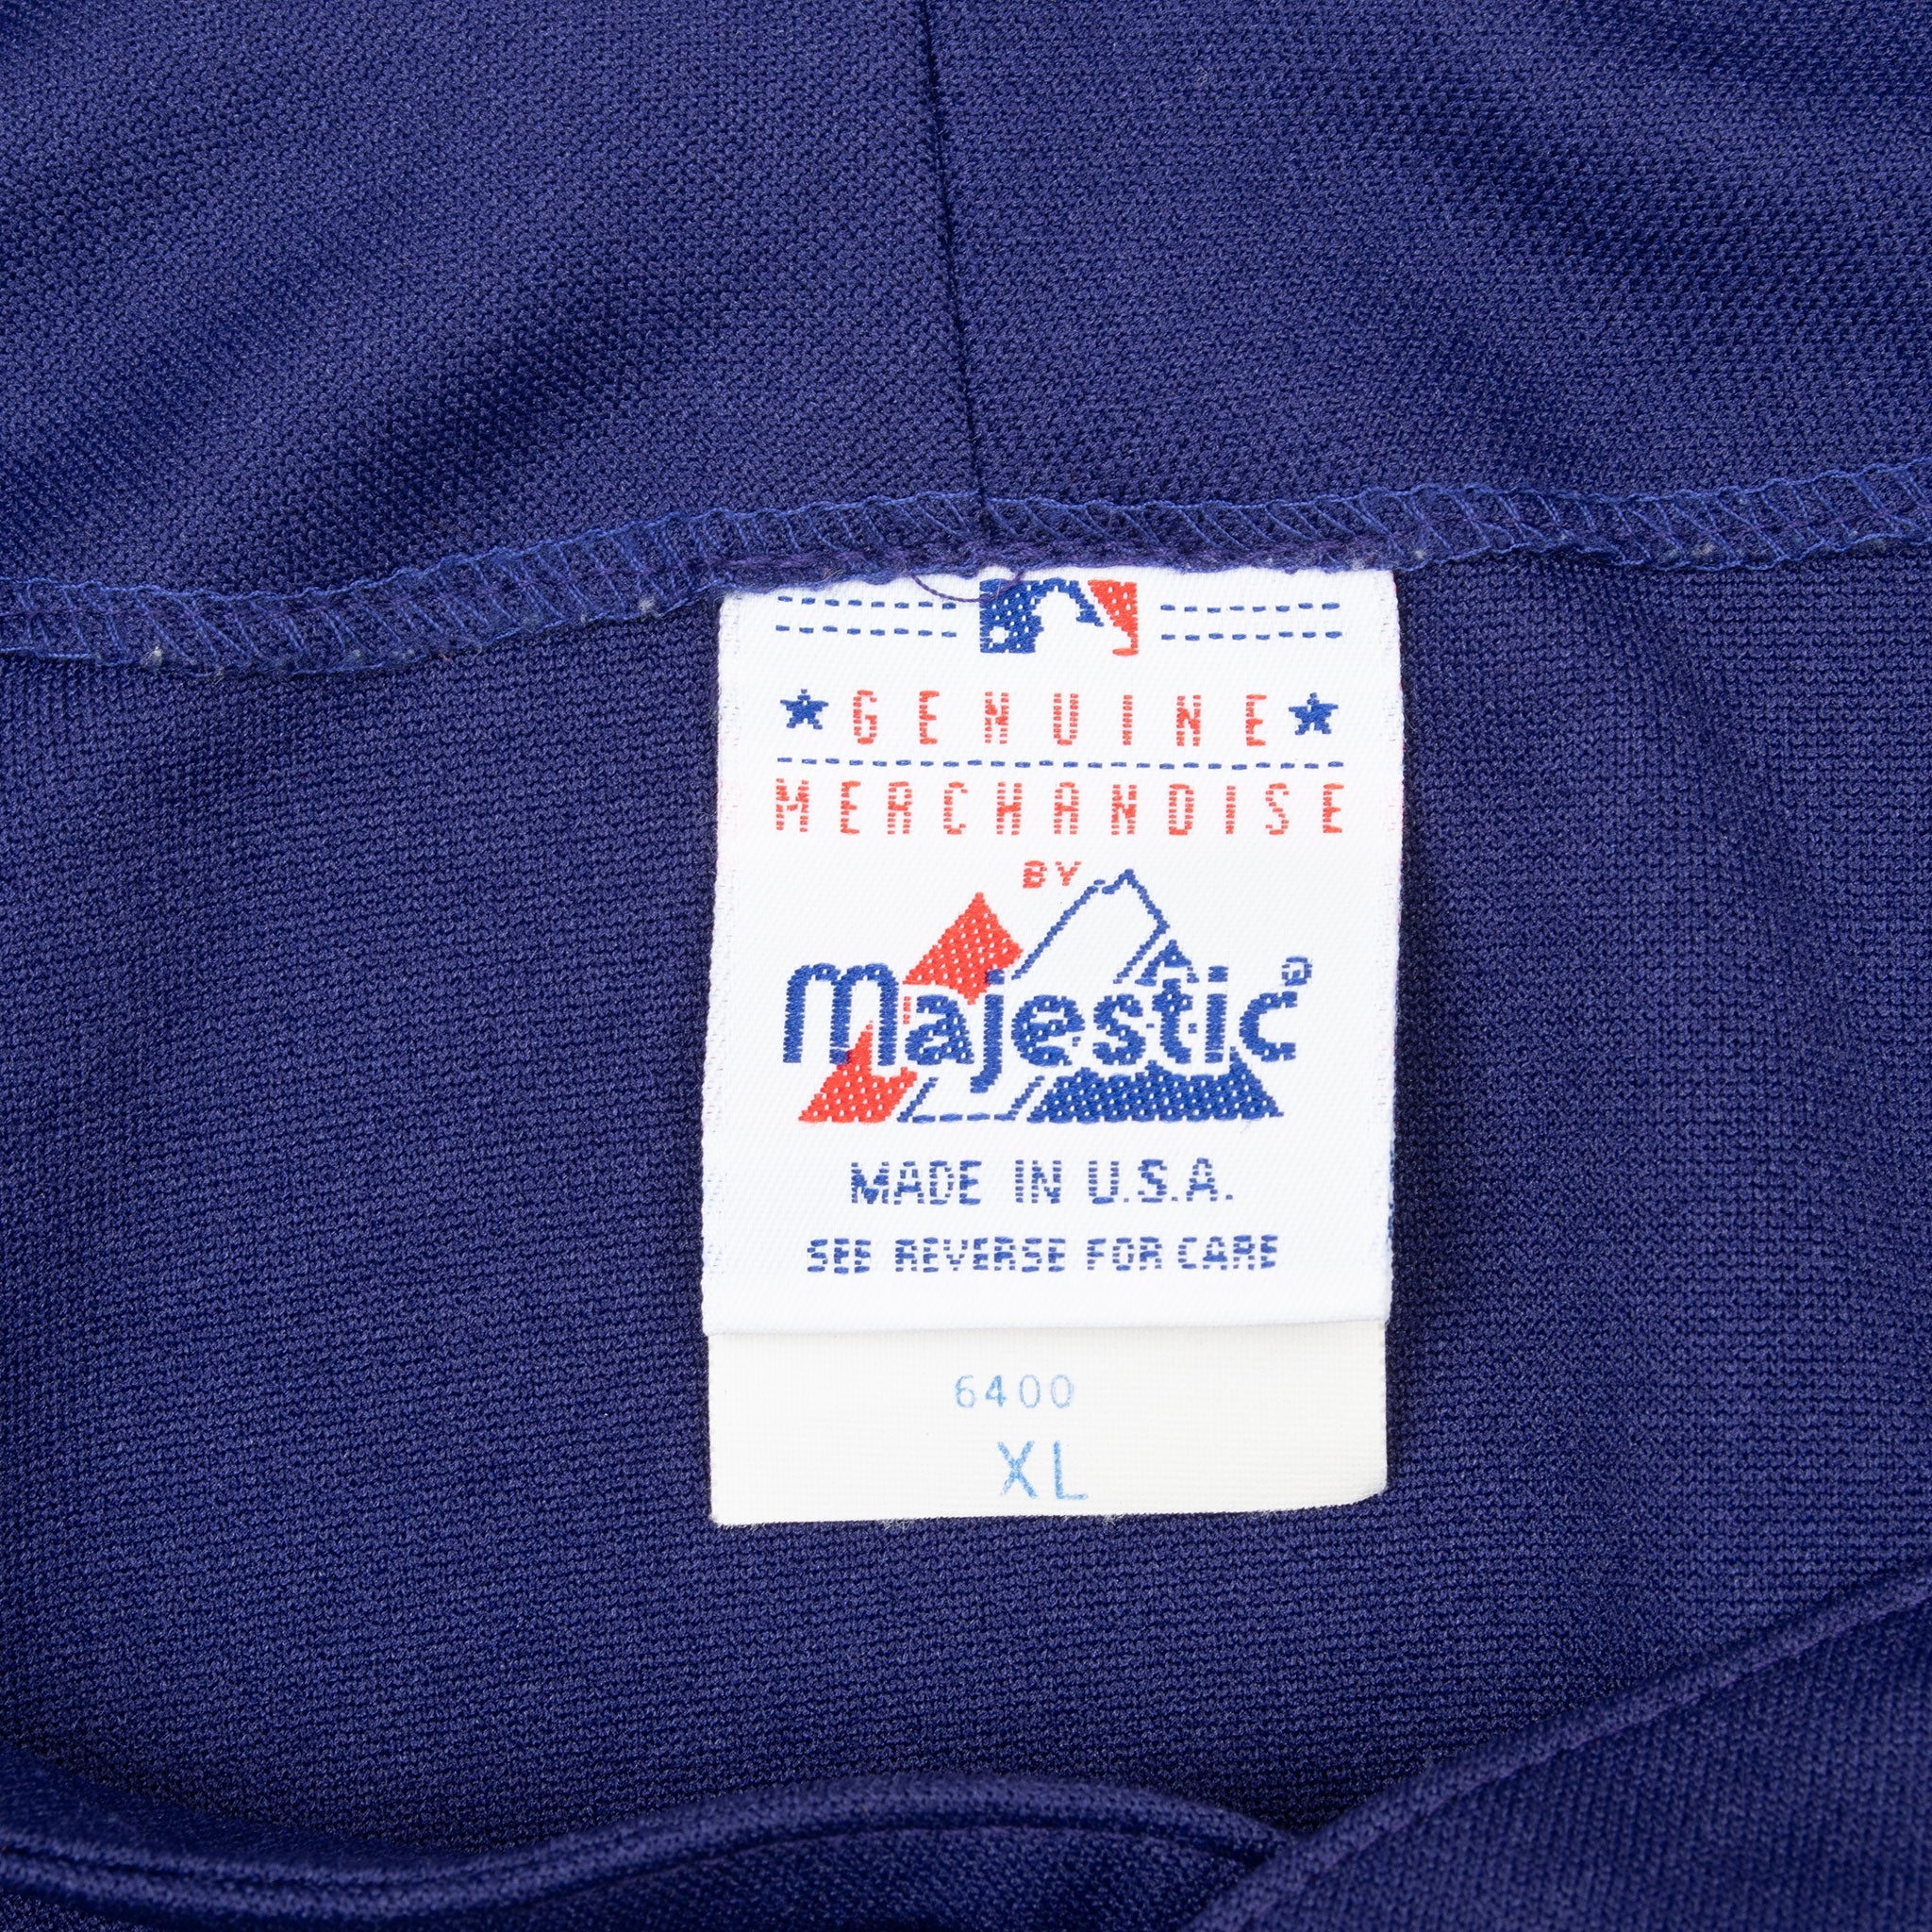 GENUINE
MERCHANDISE
BY
Majestic®
MADE IN U.S.A.
SEE REVERSE FOR CARE
6400
XL